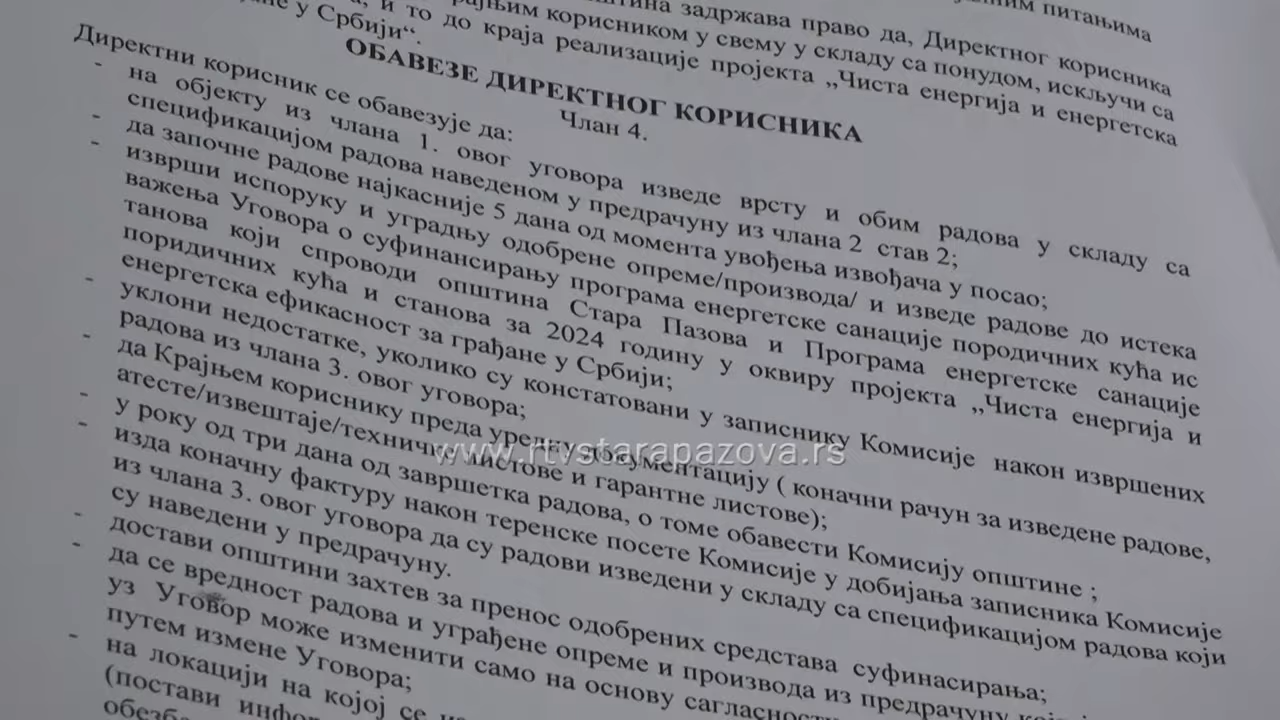 питањима
општина задржава право да, Директног корисника
корисником у свему у складу са понудом, искључи са
и то до краја реализације пројекта „Чиста енергија и енергетска
у Србији“.
ОБАВЕЗЕ ДИРЕКТНОГ КОРИСНИКА
Члан 4.
Директни корисник се обавезује да:
- на објекту из члана 1. овог уговора изведе врсту и обим радова у складу са
спецификацијом радова наведеном у предрачуну из члана 2 став 2;
- да започне радове најкасније 5 дана од момента увођења извођача у посао;
- изврши испоруку и уградњу одобрене опреме/производа/ и изведе радове до истека
важења Уговора о суфинансирању програма енергетске санације породичних кућа и
танова који спроводи општина Стара Пазова и Програма енергетске санације
поридичних кућа и станова за 2024 годину у оквиру пројекта „Чиста енергија и
енергетска ефикасност за грађане у Србији;
- уклони недостатке, уколико су констатовани у записнику Комисије након извршених
радова из члана 3. овог уговора;
- да Крајњем кориснику преда уредну документацију ( коначни рачун за изведене радове,
атесте/извештаје/техничке листове и гарантне листове);
- у року од три дана од завршетка радова, о томе обавести Комисију општине ;
- изда коначну фактуру након теренске посете Комисије у добијања записника Комисије
из члана 3. овог уговора да су радови изведени у складу са спецификацијом радова који
су наведени у предрачуну.
- достави општини захтев за пренос одобрених средстава суфинасирања;
- да се вредност радова и уграђене опреме и производа из предрачуну
уз Уговор може изменити само на основу
путем измене Уговора;
- на локацији на којој се
(постави
www.rtvstarapazova.rs